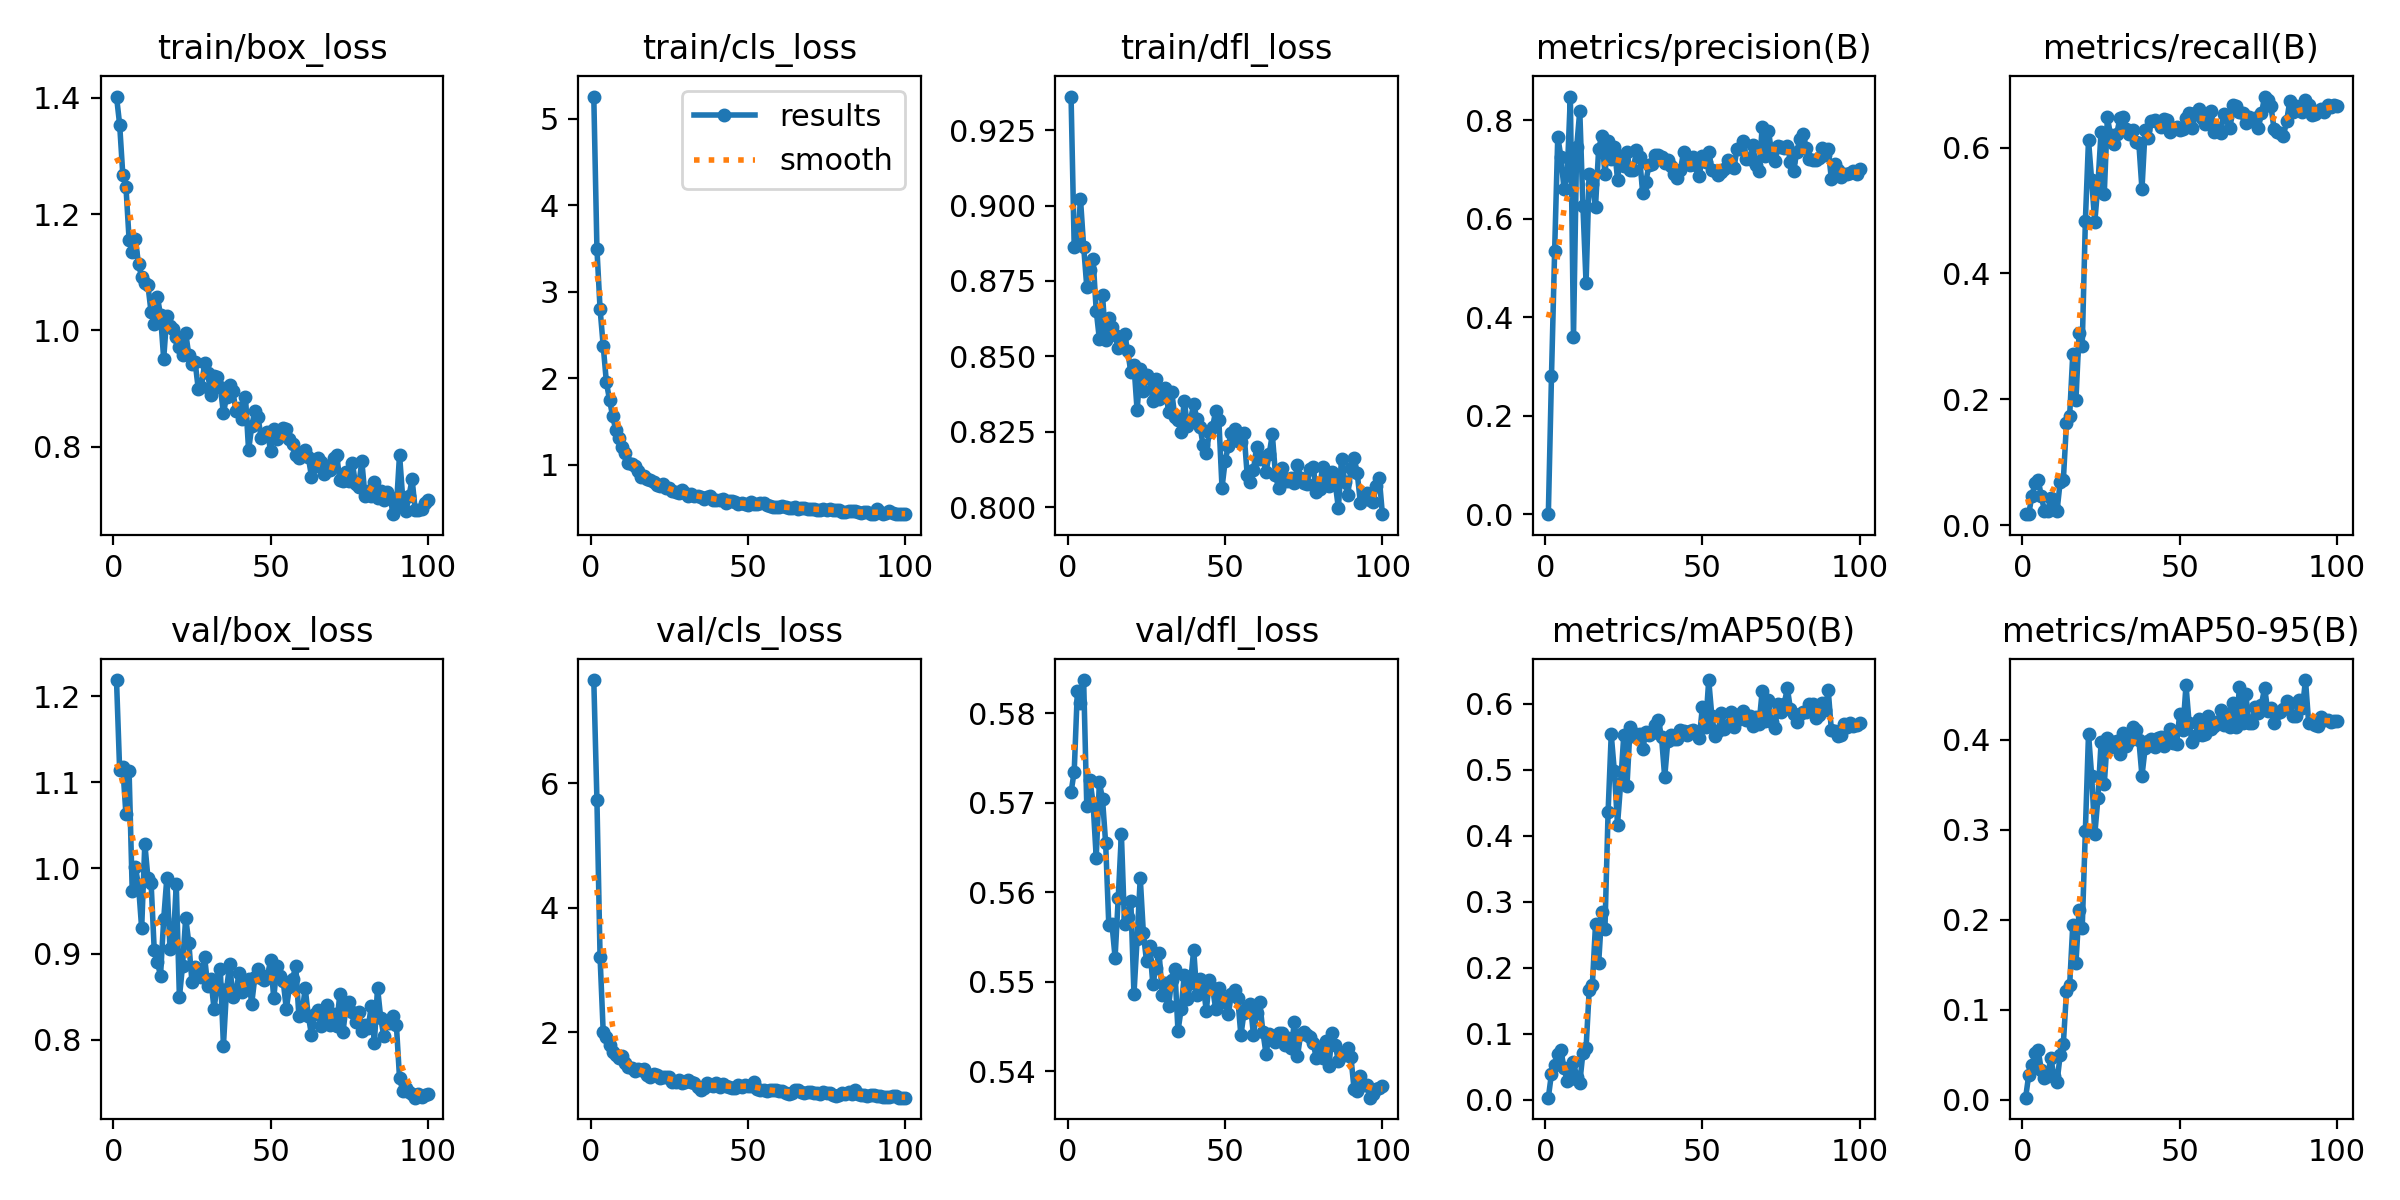 train/box_loss
1.4
1.2
1.0
0.8
0 50 100
train/cls_loss
results
smooth
5
4
3
2
1
0 50 100
train/dfl_loss
0.925
0.900
0.875
0.850
0.825
0.800
0 50 100
metrics/precision(B)
0.8
0.6
0.4
0.2
0.0
0 50 100
metrics/recall(B)
0.6
0.4
0.2
0.0
0 50 100
val/box_loss
1.2
1.1
1.0
0.9
0.8
0 50 100
val/cls_loss
6
4
2
0 50 100
val/dfl_loss
0.58
0.57
0.56
0.55
0.54
0 50 100
metrics/mAP50(B)
0.6
0.5
0.4
0.3
0.2
0.1
0.0
0 50 100
metrics/mAP50-95(B)
0.4
0.3
0.2
0.1
0.0
0 50 100